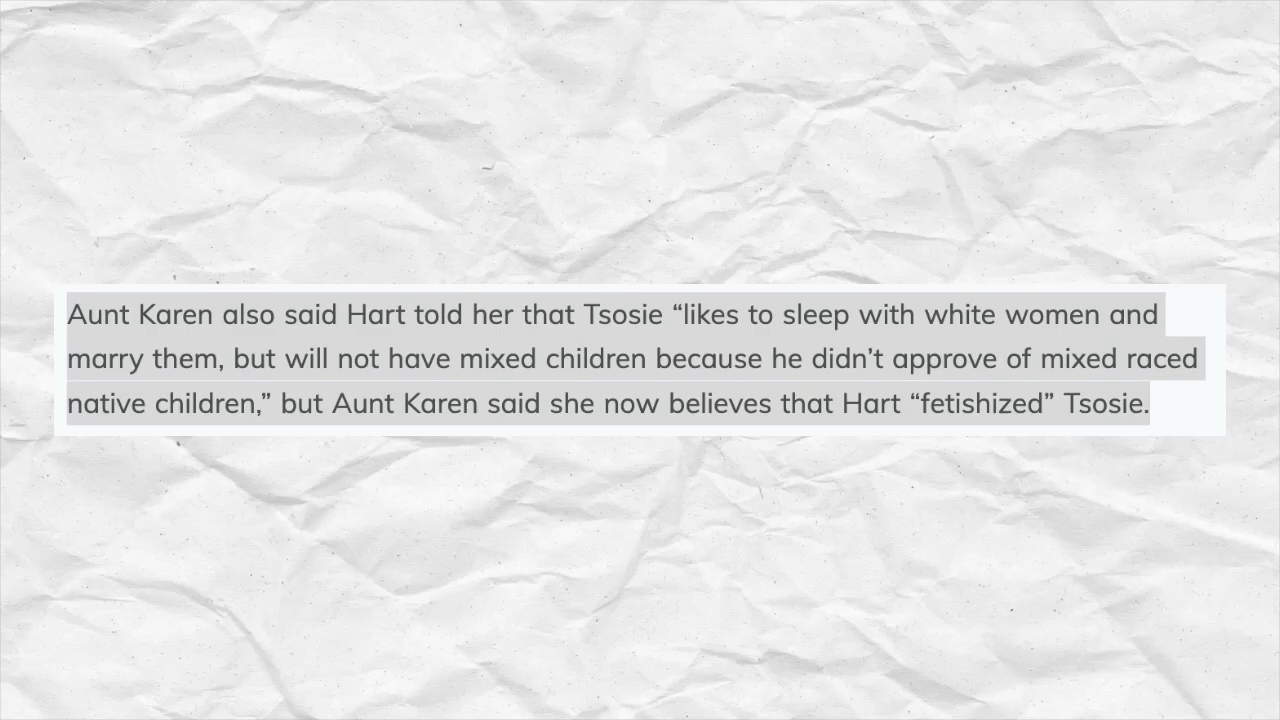 Aunt Karen also said Hart told her that Tsosie “likes to sleep with white women and
marry them, but will not have mixed children because he didn’t approve of mixed raced
native children,” but Aunt Karen said she now believes that Hart “fetishized” Tsosie.